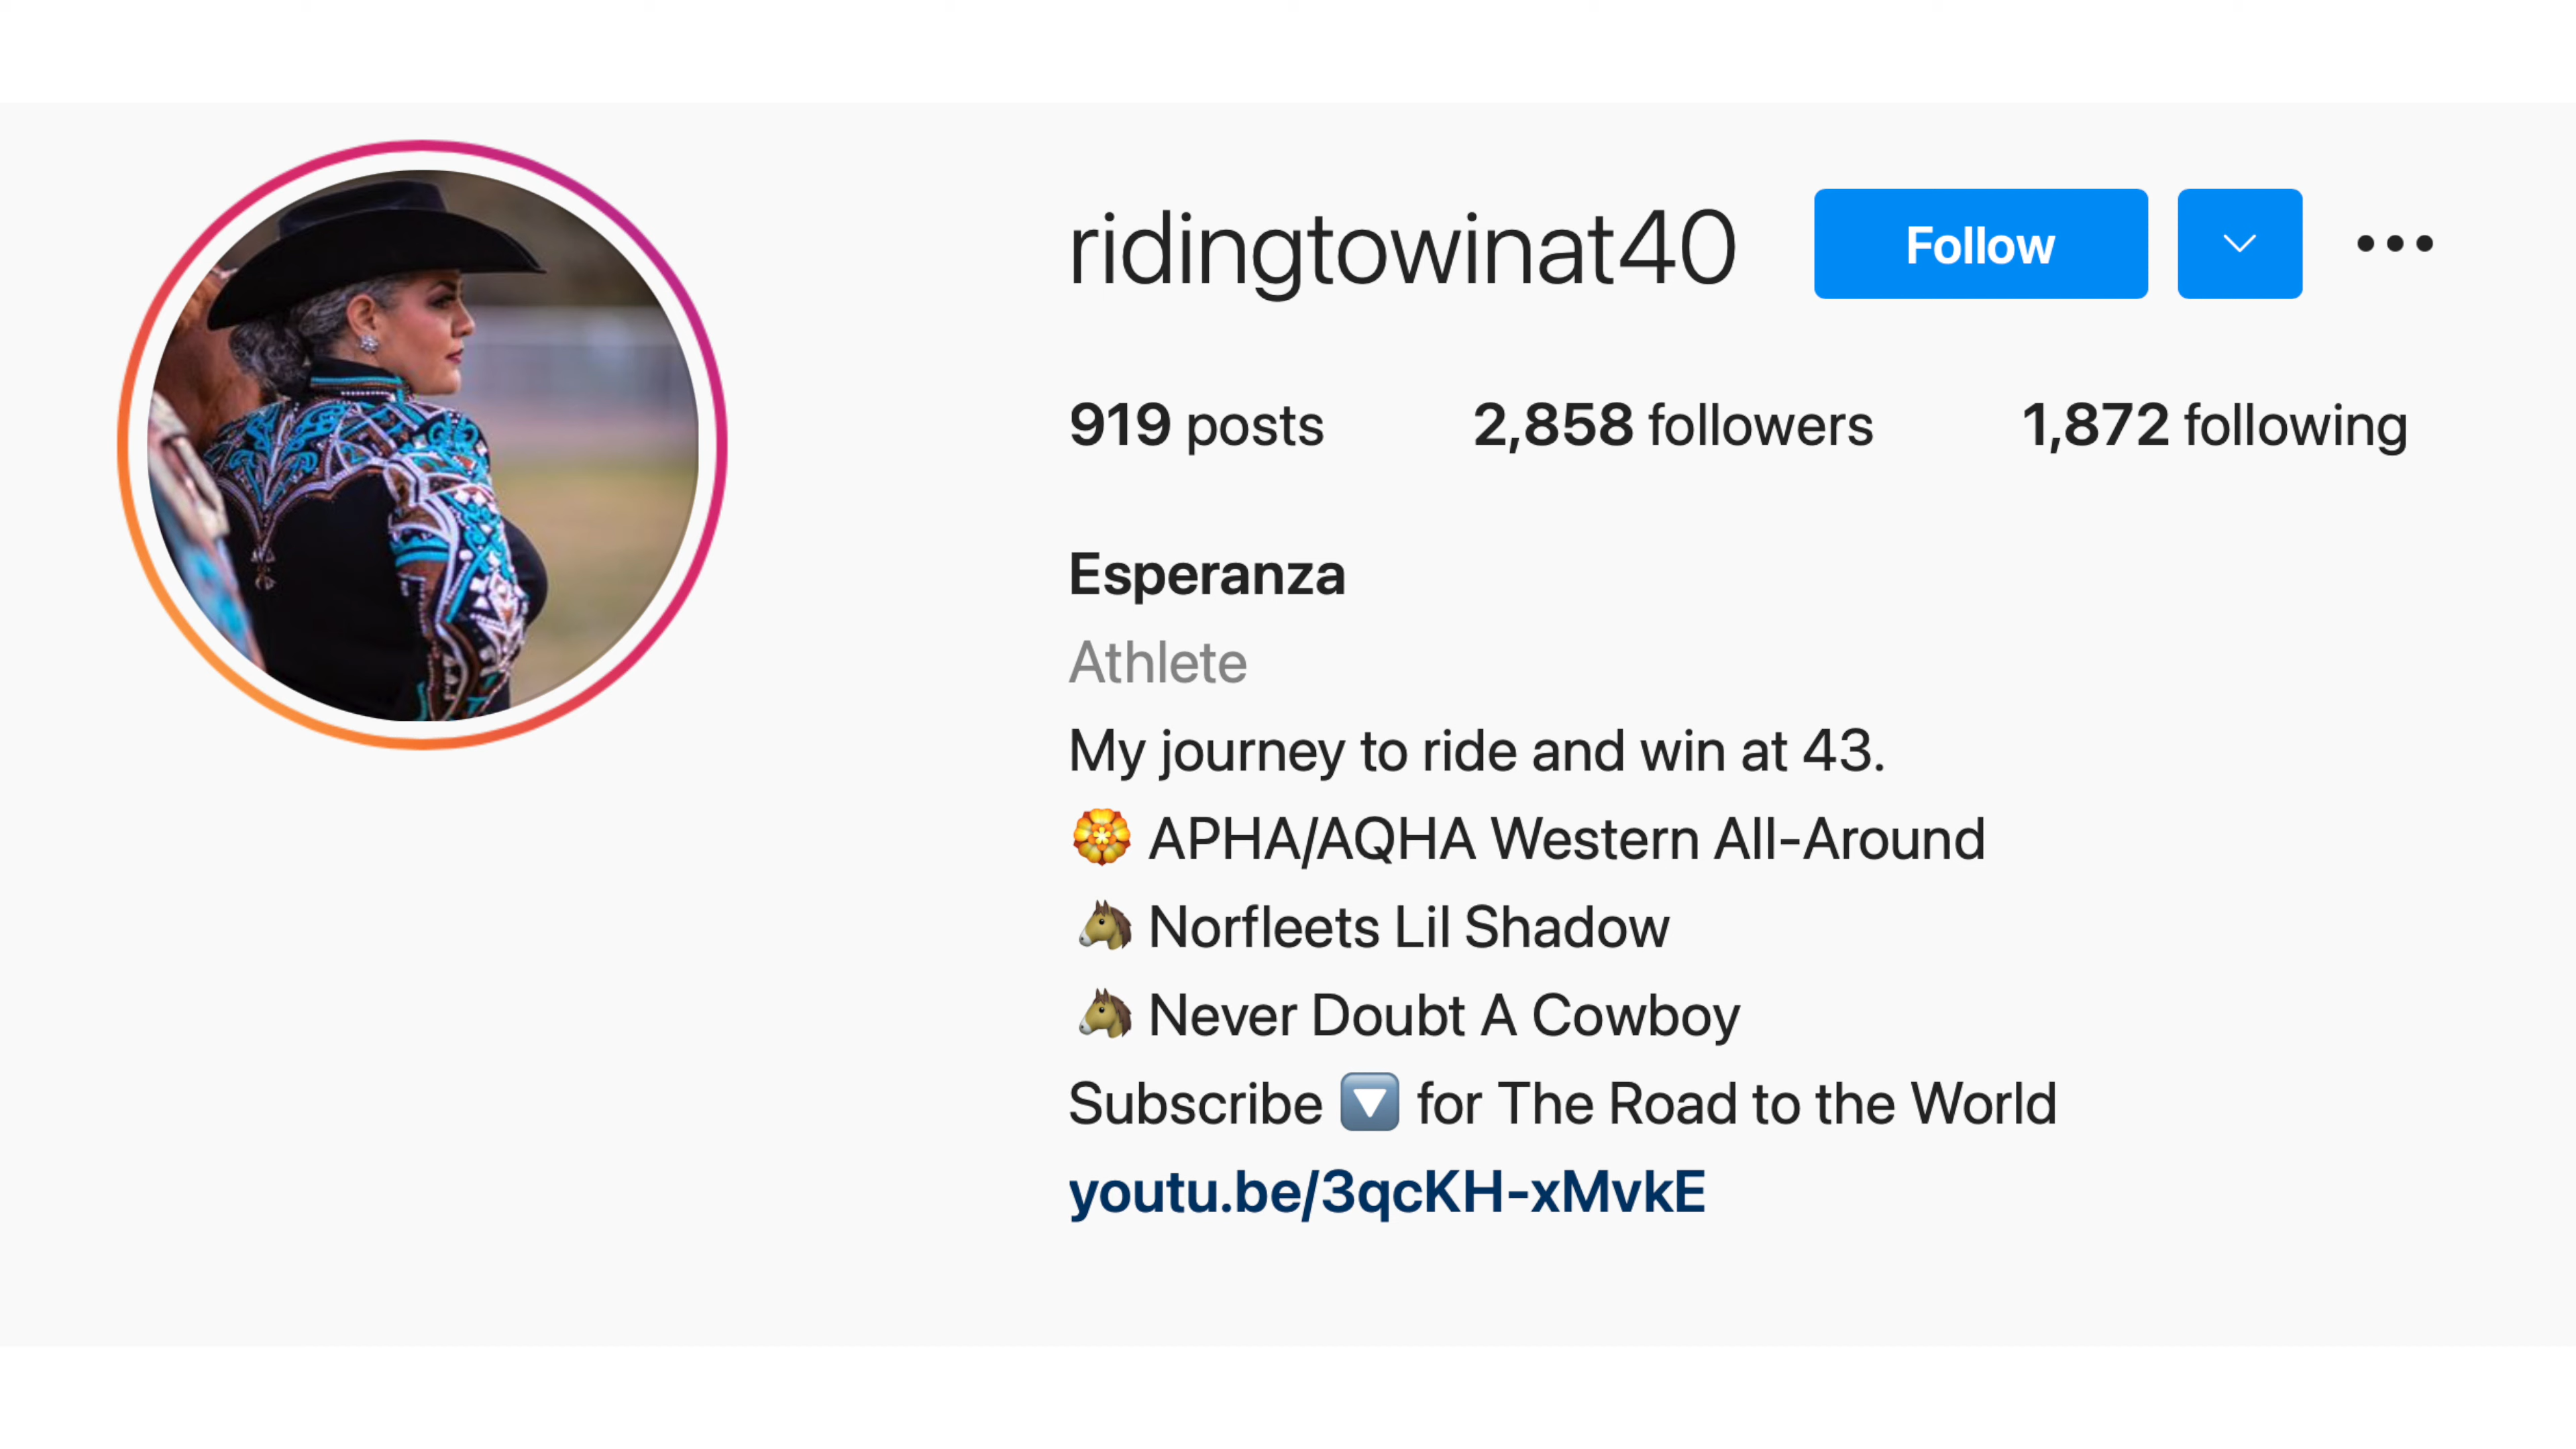 ridingtowinat40 Follow
919 posts 2,858 followers 1,872 following
Esperanza
Athlete
My journey to ride and win at 43.
🏵️ APHA/AQHA Western All-Around
🐴 Norfleets Lil Shadow
🐴 Never Doubt A Cowboy
Subscribe 🔽 for The Road to the World
youtu.be/3qcKH-xMvkE